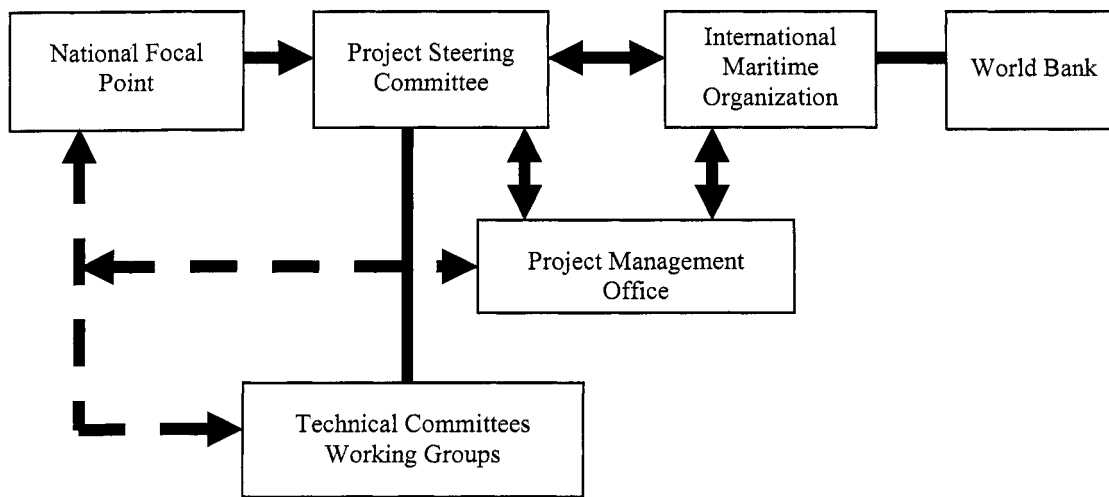 National Focal
Point
Project Steering
Committee
International
Maritime
Organization
World Bank
Project Management
Office
Technical Committees
Working Groups